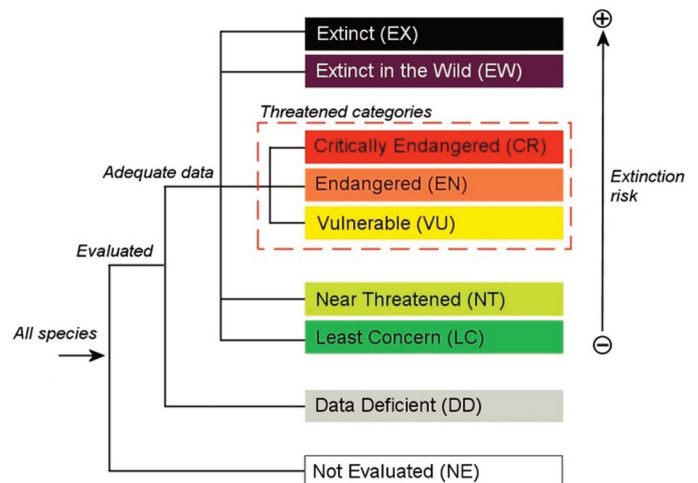 Extinct (EX)
Extinct in the Wild (EW)
Threatened categories
Critically Endangered (CR)
Adequate data
Endangered (EN)
Extinction
risk
Vulnerable (VU)
Evaluated
Near Threatened (NT)
All species
Least Concern (LC)
Data Deficient (DD)
Not Evaluated (NE)